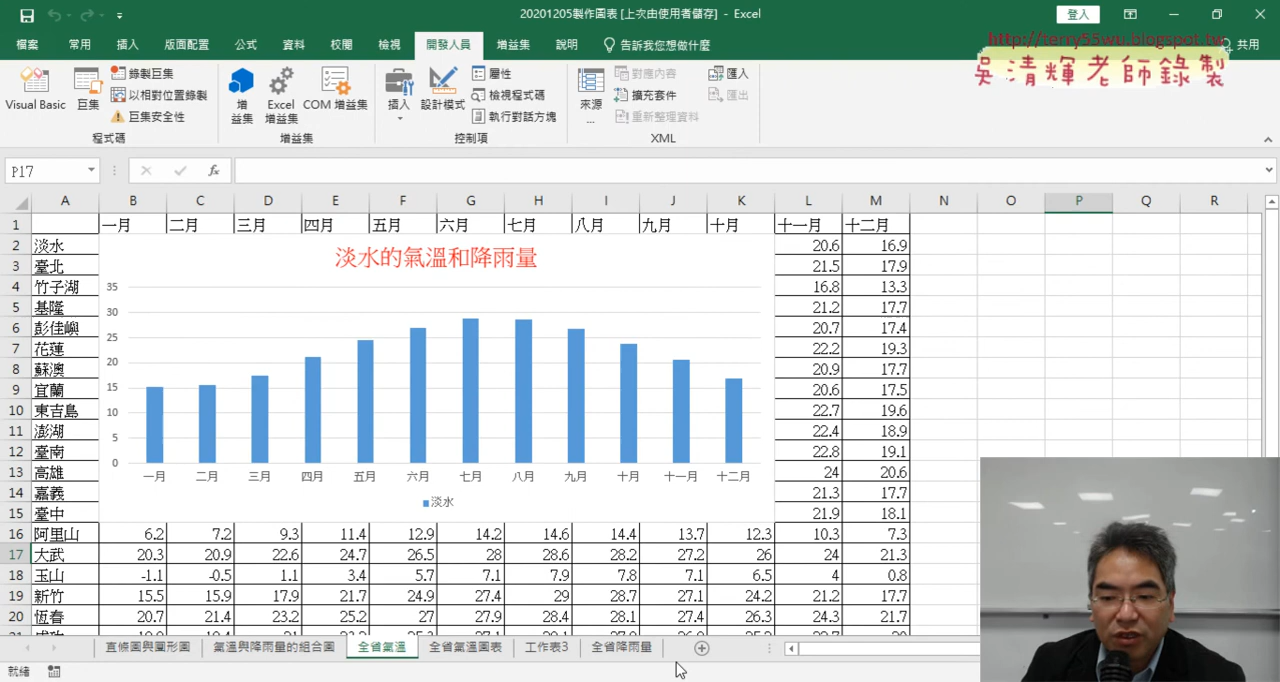 20201205製作圖表 [上次由使用者儲存] - Excel
登入
檔案 常用 插入 版面配置 公式 資料 校閱 檢視 開發人員 增益集 說明 告訴我您想做什麼 共用
http://terry55wu.blogspot.tw
吳清輝老師錄製
Visual Basic 巨集 錄製巨集 以相對位置錄製 巨集安全性
增益集 Excel 增益集 COM 增益集
插入 設計模式 屬性 檢視程式碼 執行對話方塊
來源... 對應內容 擴充套件 重新整理資料 匯入 匯出
程式碼 增益集 控制項 XML
P17 fx
A B C D E F G H I J K L M N O P Q R
1 一月 二月 三月 四月 五月 六月 七月 八月 九月 十月 十一月 十二月
2 淡水 20.6 16.9
3 臺北 21.5 17.9
4 竹子湖 16.8 13.3
5 基隆 21.2 17.7
6 彭佳嶼 20.7 17.4
7 花蓮 22.2 19.3
8 蘇澳 20.9 17.7
9 宜蘭 20.6 17.5
10 東吉島 22.7 19.6
11 澎湖 22.4 18.9
12 臺南 22.8 19.1
13 高雄 24 20.6
14 嘉義 21.3 17.7
15 臺中 21.9 18.1
淡水的氣溫和降雨量
35
30
25
20
15
10
5
0
一月 二月 三月 四月 五月 六月 七月 八月 九月 十月 十一月 十二月
淡水
16 阿里山 6.2 7.2 9.3 11.4 12.9 14.2 14.6 14.4 13.7 12.3 10.3 7.3
17 大武 20.3 20.9 22.6 24.7 26.5 28 28.6 28.2 27.2 26 24 21.3
18 玉山 -1.1 -0.5 1.1 3.4 5.7 7.1 7.9 7.8 7.1 6.5 4 0.8
19 新竹 15.5 15.9 17.9 21.7 24.9 27.4 29 28.7 27.1 24.2 21.2 17.7
20 恆春 20.7 21.4 23.2 25.2 27 27.9 28.4 28.1 27.4 26.3 24.3 21.7
直條圖與圓形圖 氣溫與降雨量的組合圖 全省氣溫 全省氣溫圖表 工作表3 全省降雨量
就緒